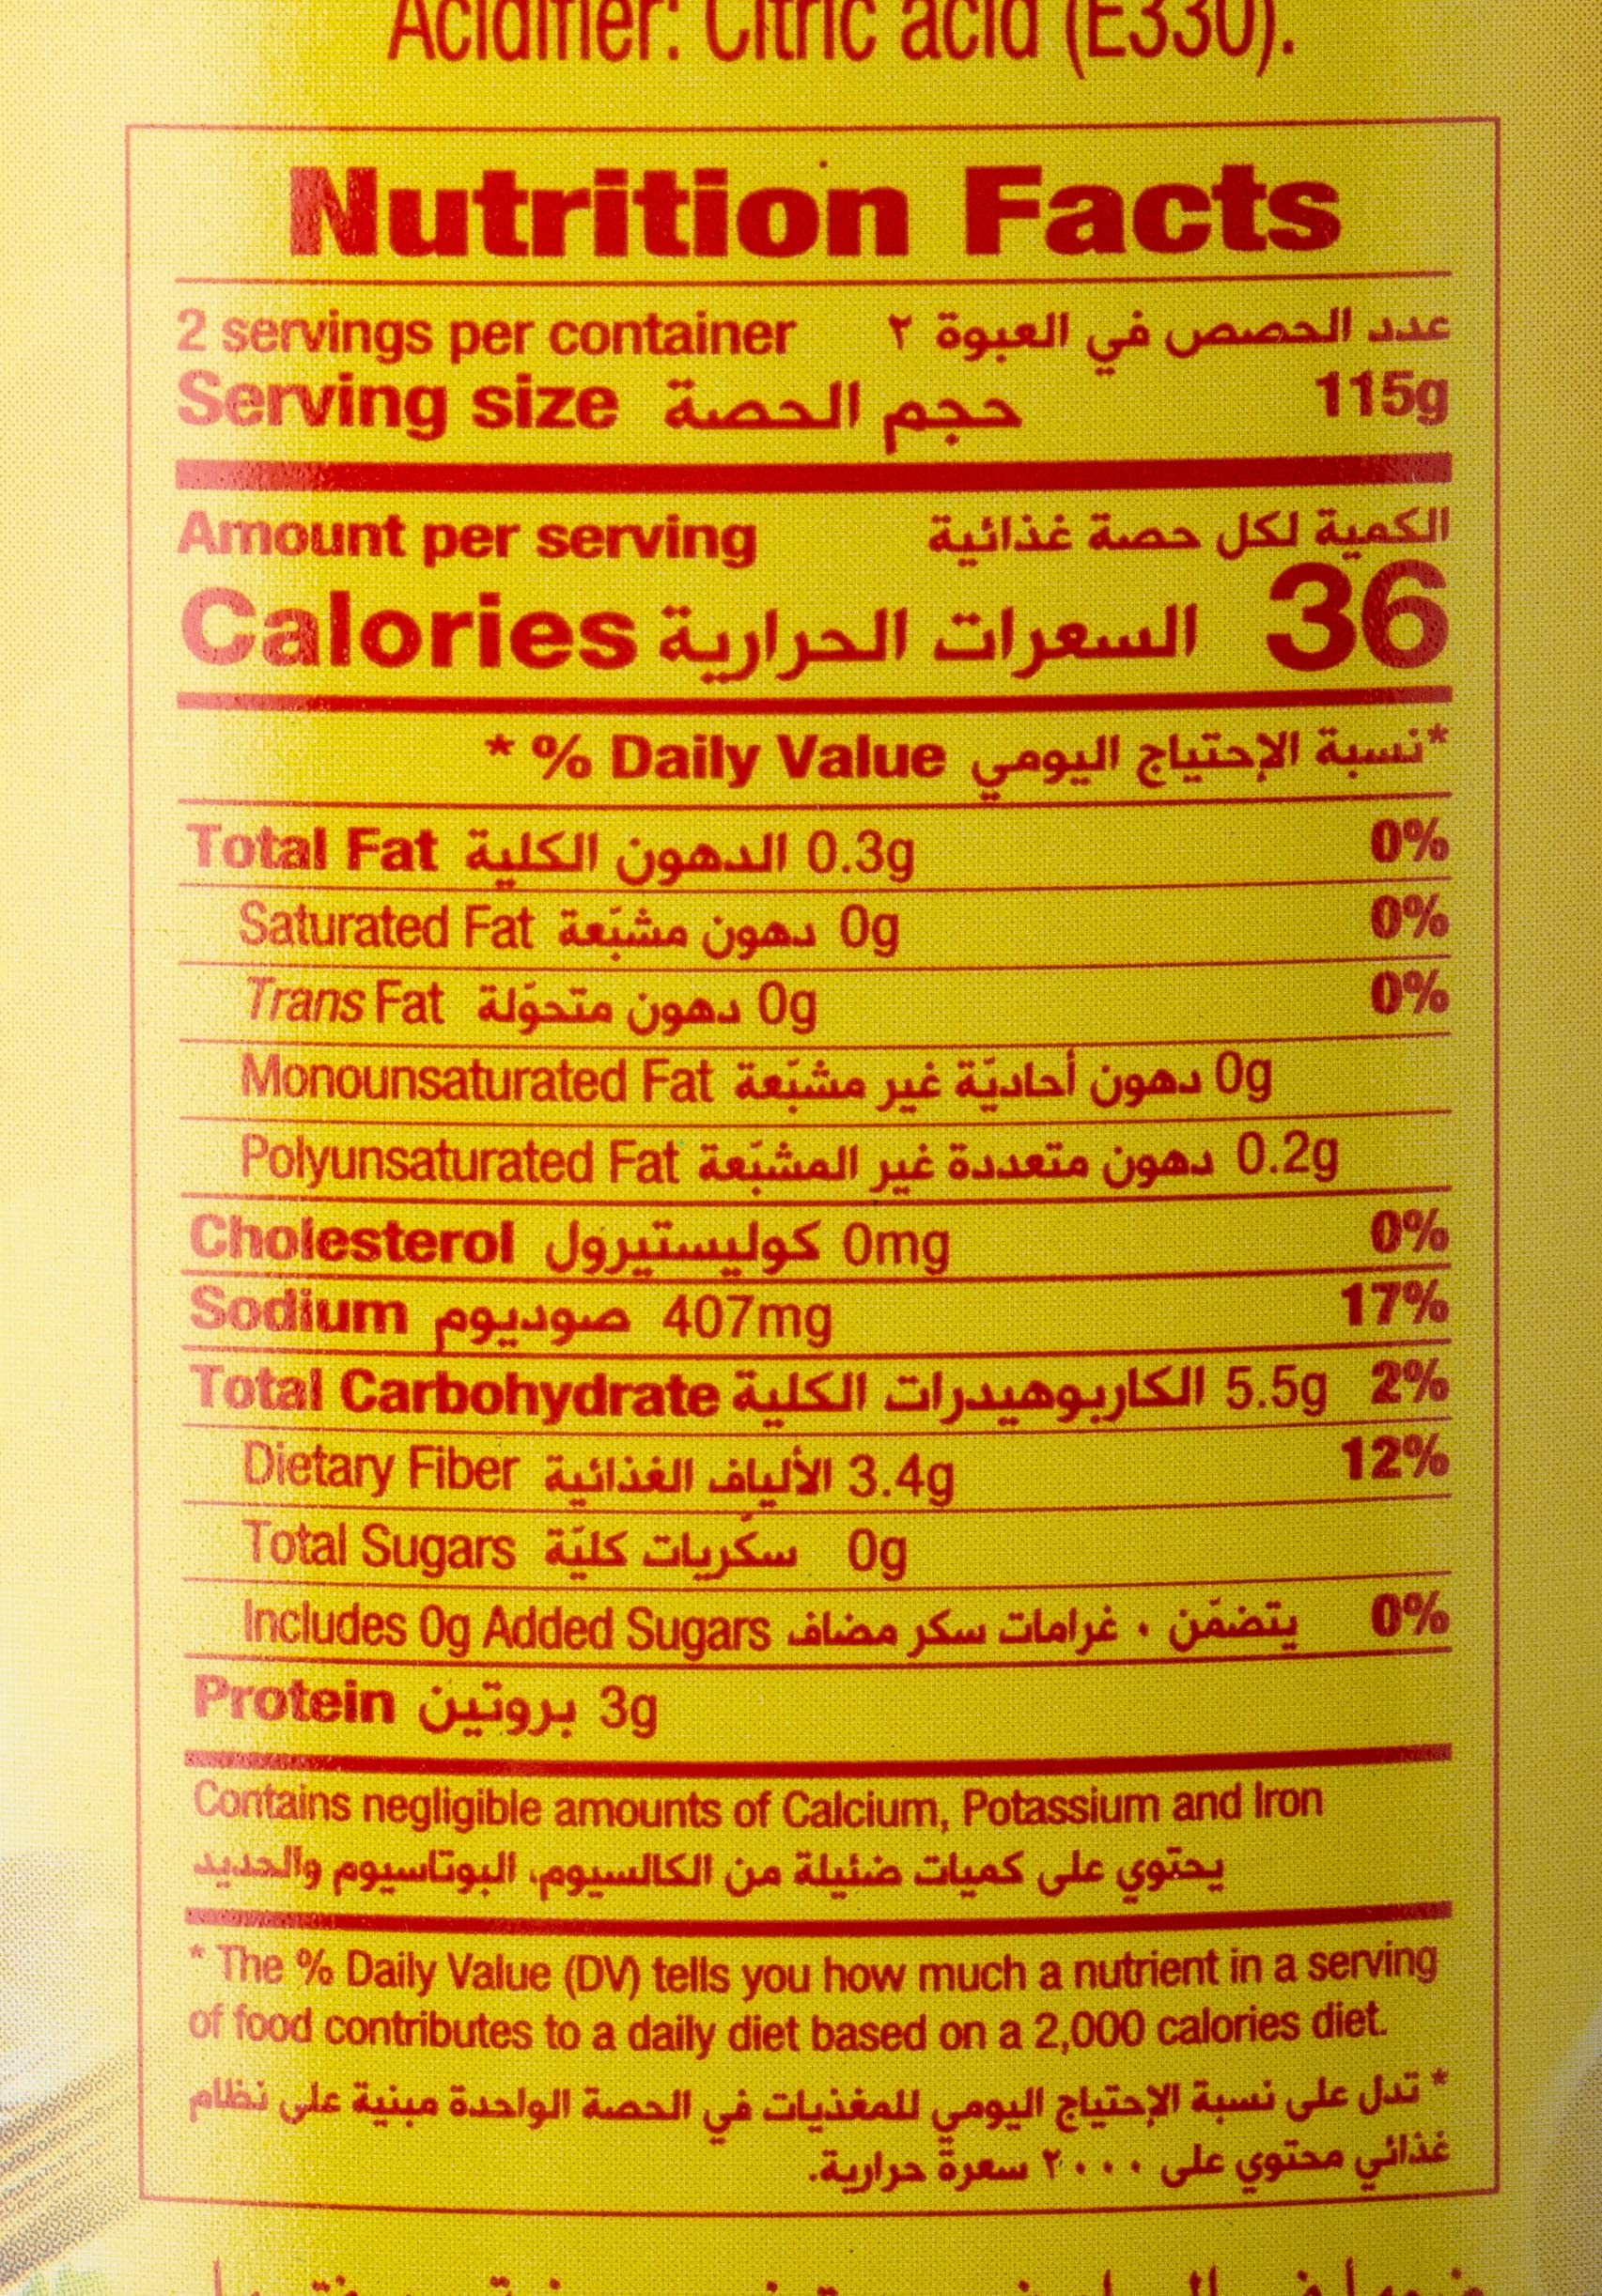 Acidifier: Citric acid (E330).
Nutrition Facts
2 servings per container عدد الحصص في العبوة ٢
Serving size حجم الحصة 115g
Amount per serving الكمية لكل حصة غذائية
Calories السعرات الحرارية 36
* % Daily Value نسبة الإحتياج اليومي*
Total Fat الدهون الكلية 0.3g 0%
Saturated Fat دهون مشبّعة 0g 0%
Trans Fat دهون متحوّلة 0g 0%
Monounsaturated Fat دهون أحاديّة غير مشبّعة 0g
Polyunsaturated Fat دهون متعددة غير المشبّعة 0.2g
Cholesterol كوليستيرول 0mg 0%
Sodium صوديوم 407mg 17%
Total Carbohydrate الكاربوهيدرات الكلية 5.5g 2%
Dietary Fiber الألياف الغذائية 3.4g 12%
Total Sugars سكّريات كليّة 0g
Includes 0g Added Sugars يتضمّن ٠ غرامات سكر مضاف 0%
Protein بروتين 3g
Contains negligible amounts of Calcium, Potassium and Iron
يحتوي على كميات ضئيلة من الكالسيوم، البوتاسيوم والحديد
* The % Daily Value (DV) tells you how much a nutrient in a serving
of food contributes to a daily diet based on a 2,000 calories diet.
* تدل على نسبة الإحتياج اليومي للمغذيات في الحصة الواحدة مبنية على نظام
غذائي محتوي على ٢٠٠٠ سعرة حرارية.